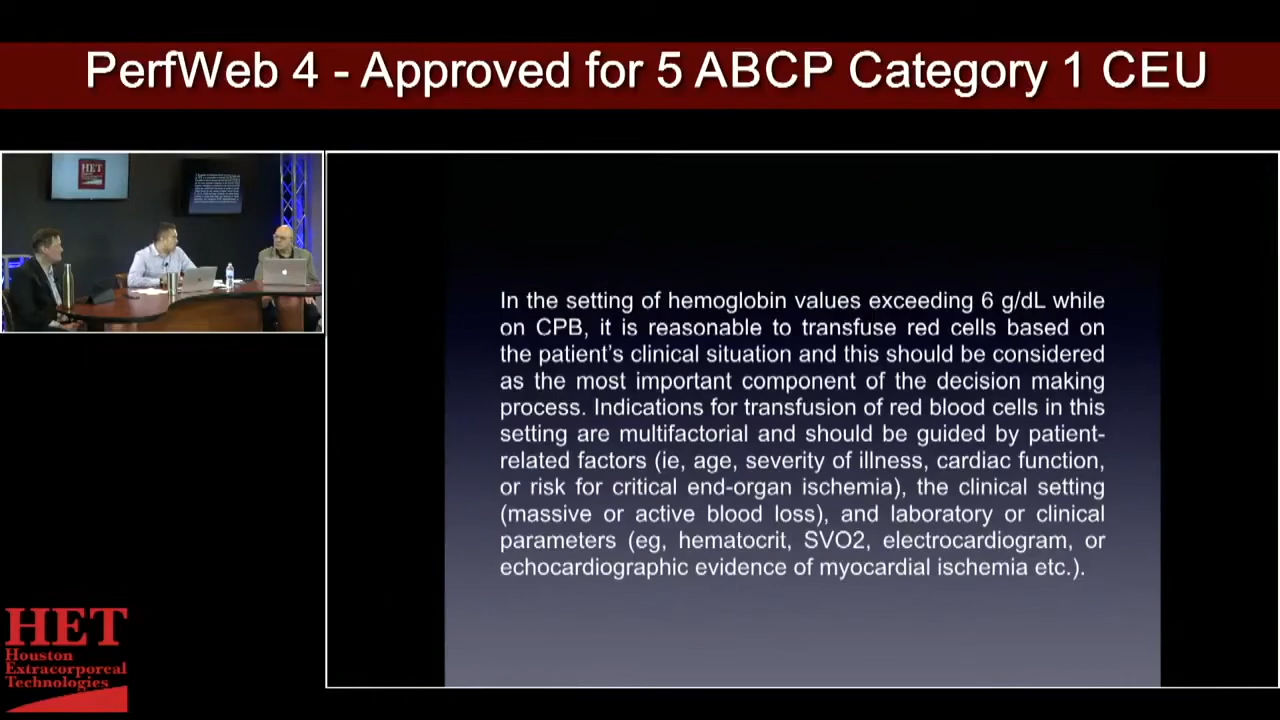 PerfWeb 4 - Approved for 5 ABCP Category 1 CEU
HET
In the setting of hemoglobin values exceeding 6 g/dL while
on CPB, it is reasonable to transfuse red cells based on
the patient's clinical situation and this should be considered
as the most important component of the decision making
process. Indications for transfusion of red blood cells in this
setting are multifactorial and should be guided by patient-
related factors (ie, age, severity of illness, cardiac function,
or risk for critical end-organ ischemia), the clinical setting
(massive or active blood loss), and laboratory or clinical
parameters (eg, hematocrit, SVO2, electrocardiogram, or
echocardiographic evidence of myocardial ischemia etc.).
HET
Houston
Extracorporeal
Technologies